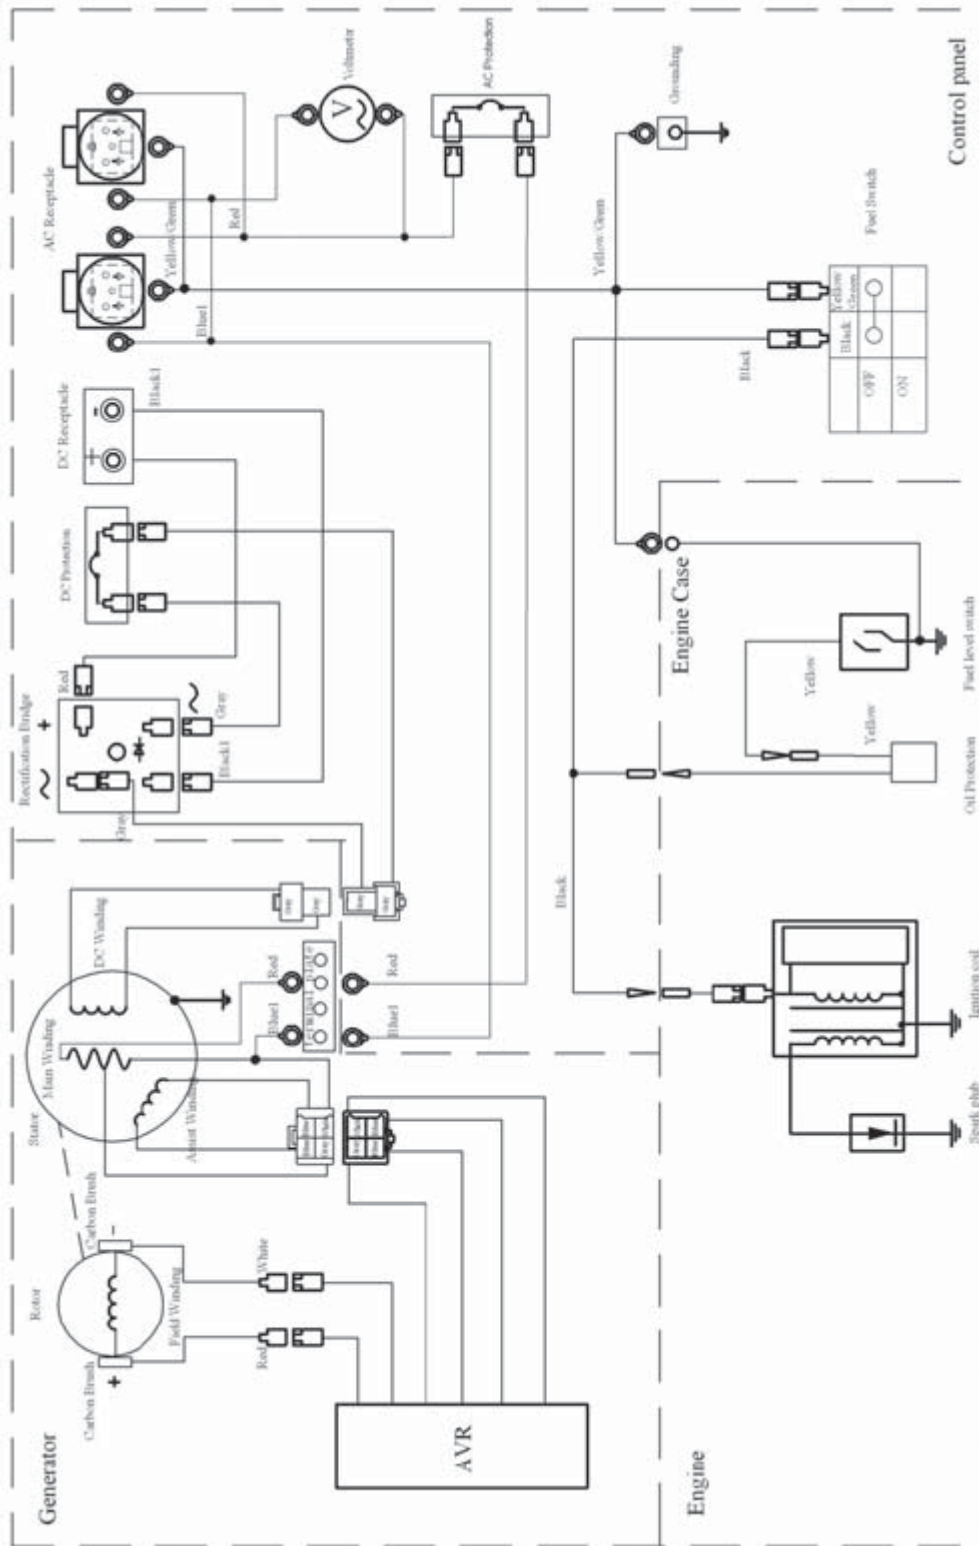 Generator
Rotor
Carbon Brush
+
Carbon Brush
-
Field Winding
Red
White
AVR
Stator
Main Winding
DC Winding
Assist Winding
Blue1
Red
Blue1
Red
Rectification Bridge
+
Red
Gray
Gray
Black1
DC Protection
DC Receptacle
+
-
Black1
AC Receptacle
Blue1
Yellow/Green
Red
Voltmeter
V
AC Protection
Yellow/Green
Grounding
Control panel
Fuel Switch
Black
Black
Yellow
Green
OFF
ON
Engine Case
Black
Yellow
Yellow
Fuel level switch
Oil Protection
Ignition coil
Engine